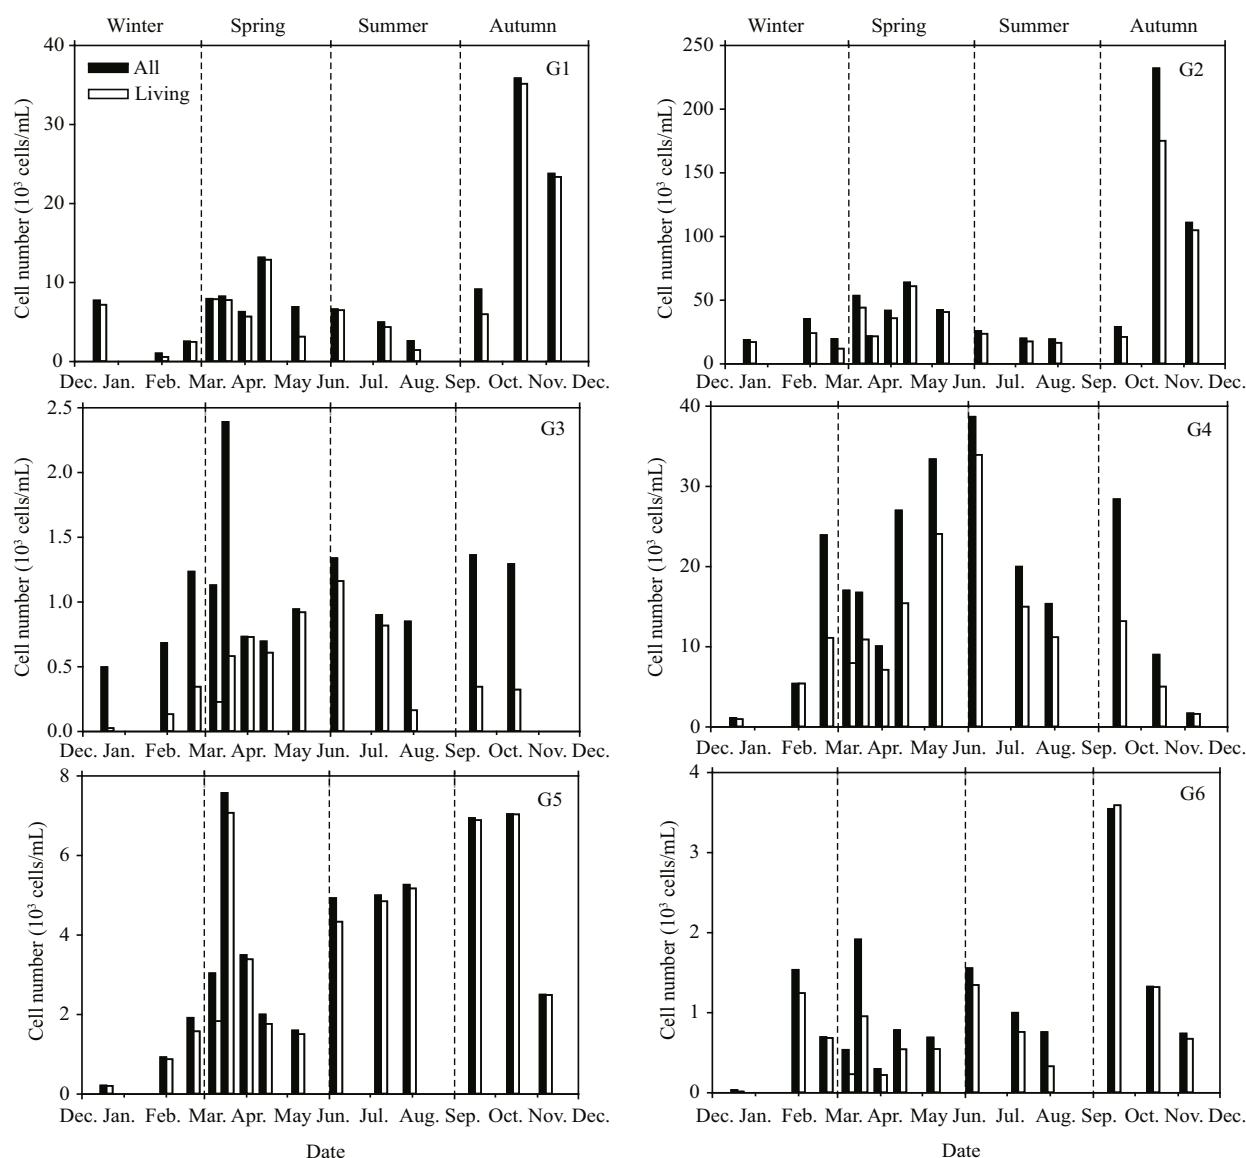 Winter Spring Summer Autumn
Winter Spring Summer Autumn
Cell number (10³ cells/mL)
40
30
20
10
0
All
Living
G1
Dec. Jan. Feb. Mar. Apr. May Jun. Jul. Aug. Sep. Oct. Nov. Dec.
Cell number (10³ cells/mL)
250
200
150
100
50
0
G2
Dec. Jan. Feb. Mar. Apr. May Jun. Jul. Aug. Sep. Oct. Nov. Dec.
Cell number (10³ cells/mL)
2.5
2.0
1.5
1.0
0.5
0.0
G3
Dec. Jan. Feb. Mar. Apr. May Jun. Jul. Aug. Sep. Oct. Nov. Dec.
Cell number (10³ cells/mL)
40
30
20
10
0
G4
Dec. Jan. Feb. Mar. Apr. May Jun. Jul. Aug. Sep. Oct. Nov. Dec.
Cell number (10³ cells/mL)
8
6
4
2
0
G5
Dec. Jan. Feb. Mar. Apr. May Jun. Jul. Aug. Sep. Oct. Nov. Dec.
Date
Cell number (10³ cells/mL)
4
3
2
1
0
G6
Dec. Jan. Feb. Mar. Apr. May Jun. Jul. Aug. Sep. Oct. Nov. Dec.
Date